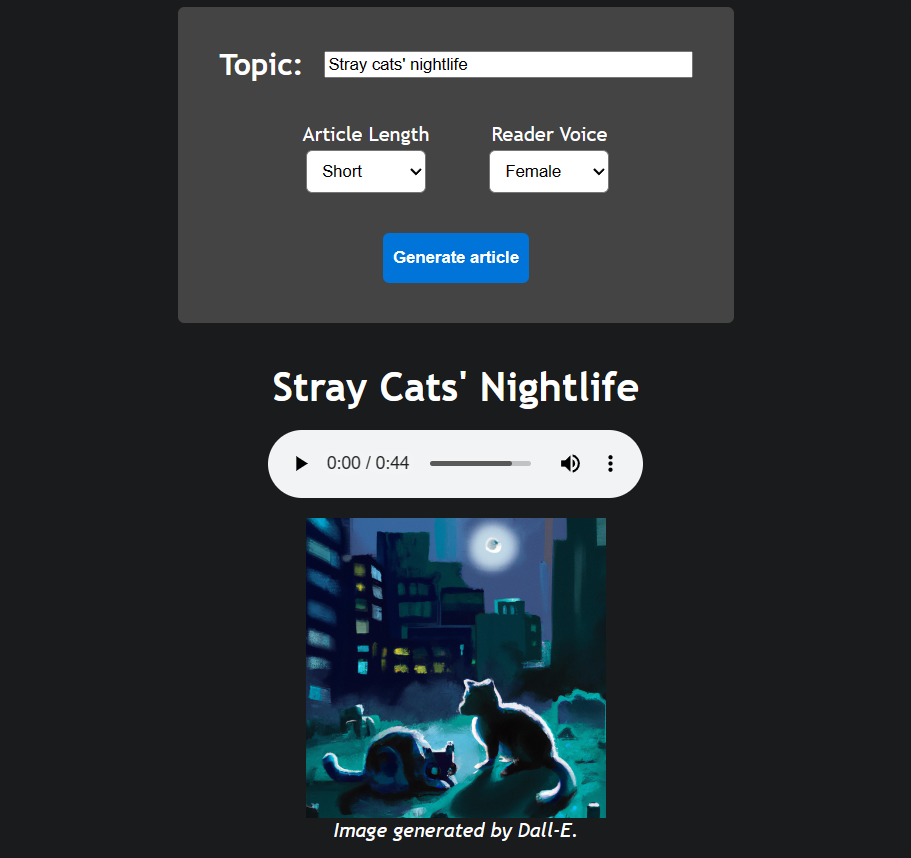 Topic: Stray cats' nightlife
Article Length Reader Voice
Short Female
Generate article
Stray Cats' Nightlife
0:00 / 0:44
Image generated by Dall-E.